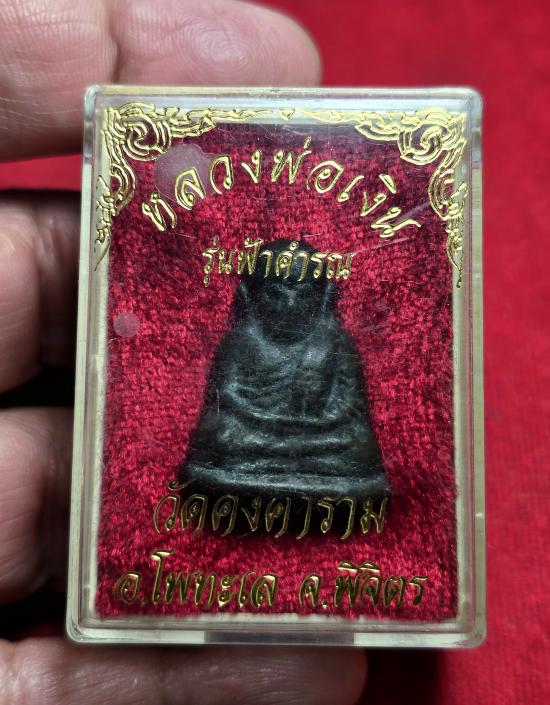 หลวงพ่อเงิน
รุ่นฟ้าคำรณ
วัดคงคาราม
อ.โพทะเล จ.พิจิตร